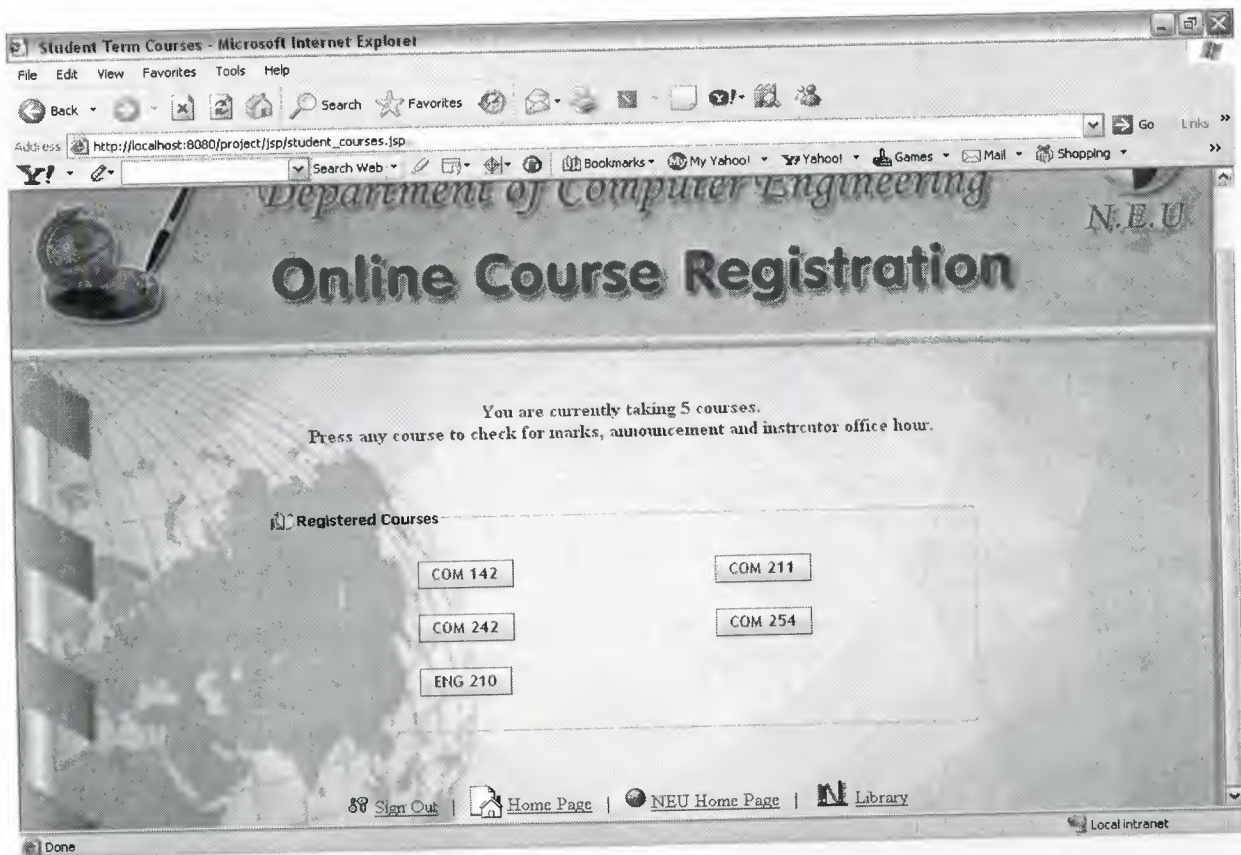 Student Term Courses - Microsoft Internet Explorer
File Edit View Favorites Tools Help
Back Search Favorites
Address http://localhost:8080/project/jsp/student_courses.jsp Go Links »
Y! Search Web Bookmarks My Yahoo! Yahoo! Games Mail Shopping »
Department of Computer Engineering
N.E.U
Online Course Registration
You are currently taking 5 courses.
Press any course to check for marks, announcement and instrcutor office hour.
Registered Courses
COM 142 COM 211
COM 242 COM 254
ENG 210
Sign Out | Home Page | NEU Home Page | Library
Done Local intranet